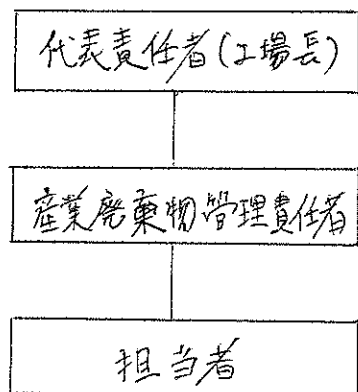 代表責任者(工場長)
産業廃棄物管理責任者
担当者